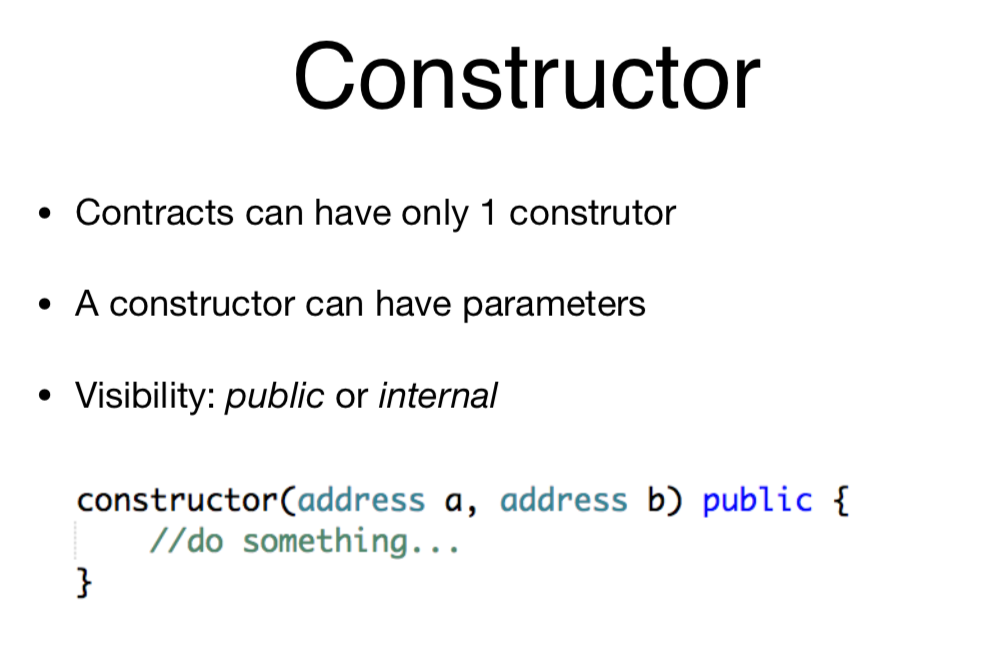 Constructor
• Contracts can have only 1 construtor
• A constructor can have parameters
• Visibility: public or internal
constructor(address a, address b) public {
    //do something...
}